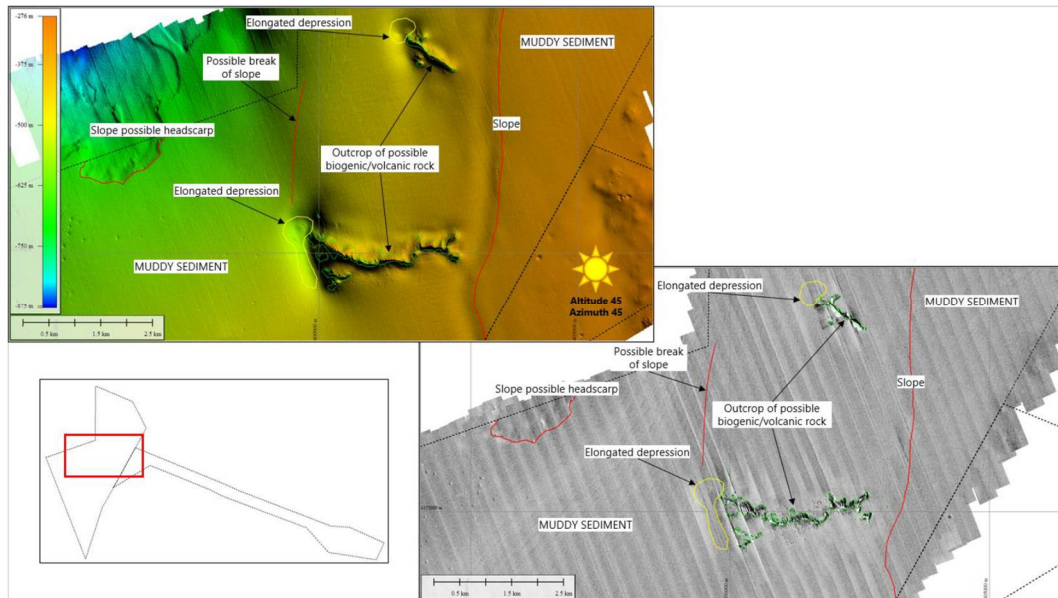 -276 m
-375 m
-500 m
-625 m
-750 m
-875 m
Elongated depression
MUDDY SEDIMENT
Possible break
of slope
Slope possible headscarp
Slope
Outcrop of possible
biogenic/volcanic rock
Elongated depression
MUDDY SEDIMENT
Altitude 45
Azimuth 45
0.5 km 1.5 km 2.5 km
Elongated depression
MUDDY SEDIMENT
Possible break
of slope
Slope possible headscarp
Slope
Outcrop of possible
biogenic/volcanic rock
Elongated depression
MUDDY SEDIMENT
0.5 km 1.5 km 2.5 km